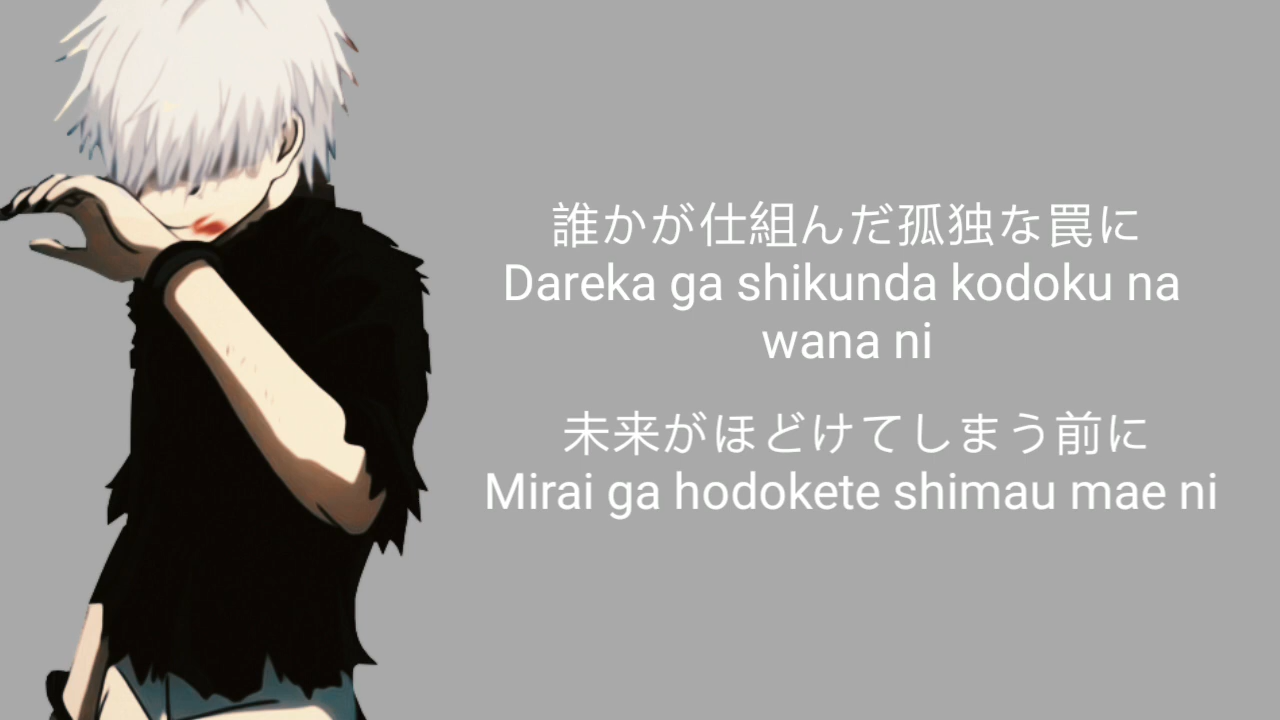 誰かが仕組んだ孤独な罠に
Dareka ga shikunda kodoku na
wana ni
未来がほどけてしまう前に
Mirai ga hodokete shimau mae ni